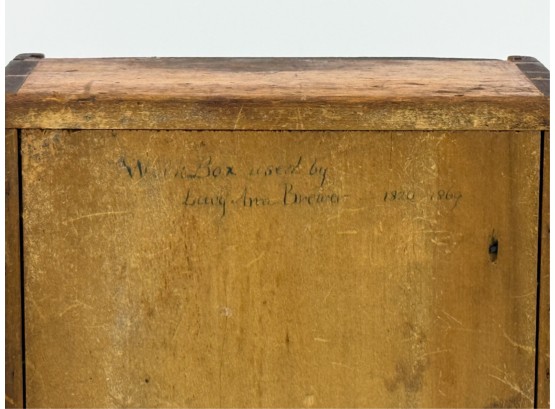 Work Box used by
Lucy Ann Brewer 1820-1869